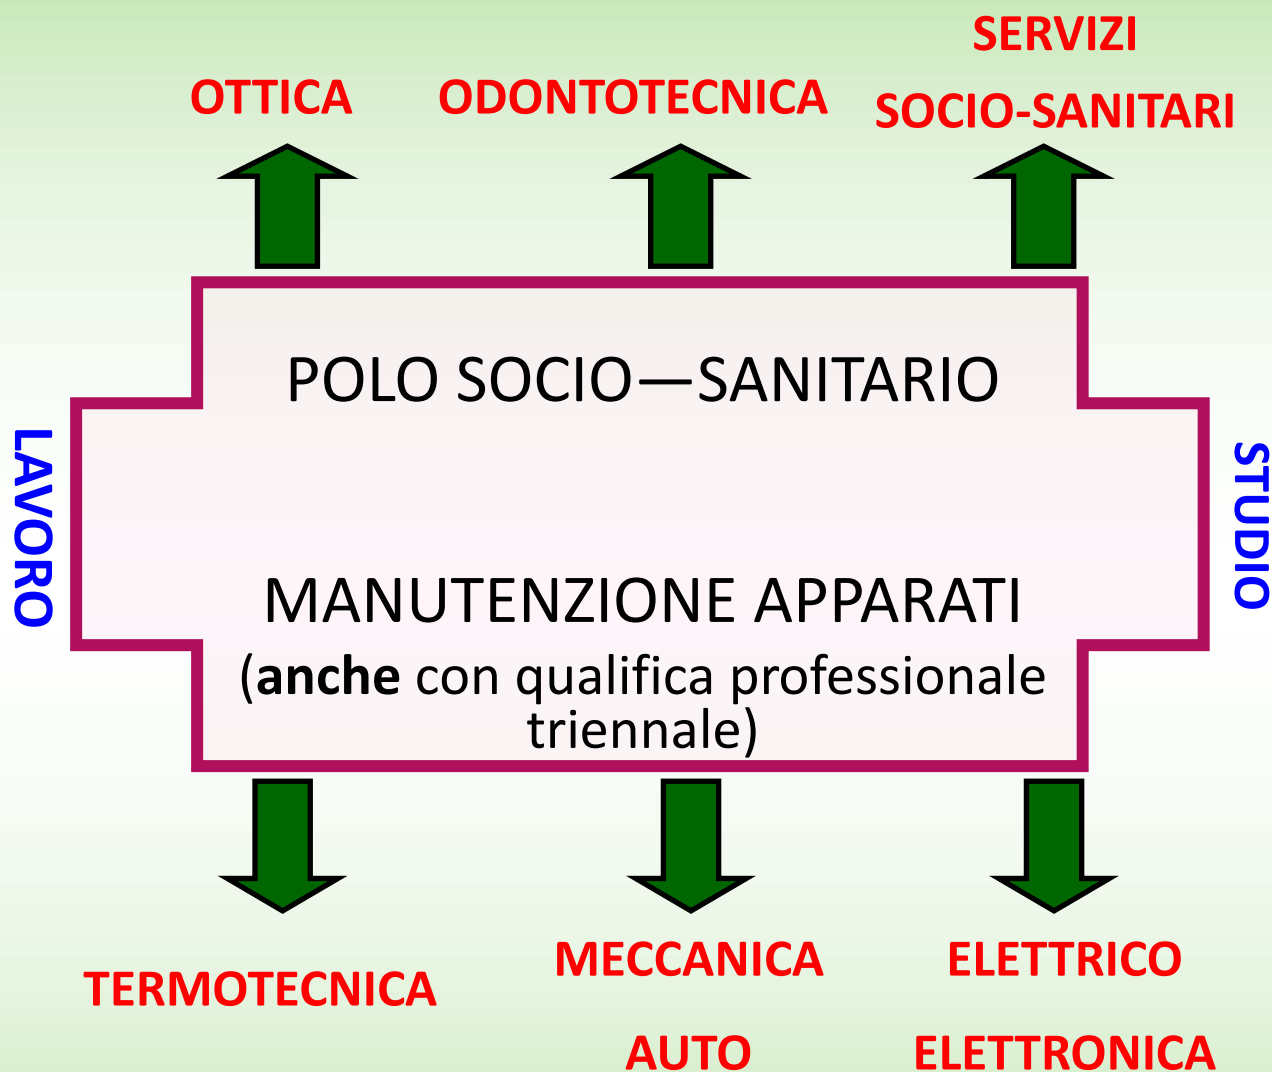 SERVIZI
OTTICA ODONTOTECNICA SOCIO-SANITARI
POLO SOCIO—SANITARIO
LAVORO
STUDIO
MANUTENZIONE APPARATI
(anche con qualifica professionale
triennale)
TERMOTECNICA
MECCANICA
AUTO
ELETTRICO
ELETTRONICA